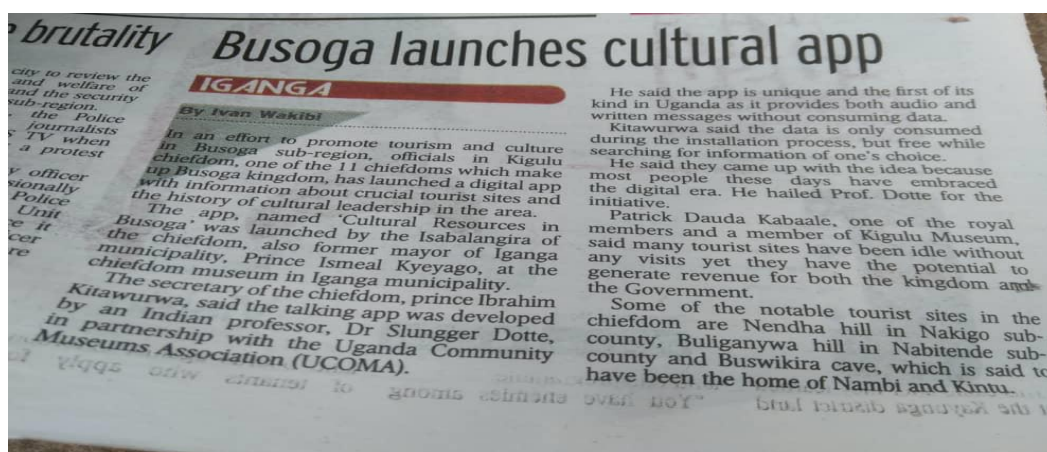 brutality
city to review the
and welfare of
and the security
sub-region.
the Police
journalists
TV when
a protest
officer
sionally
Police
Unit
it
cer
re
Busoga launches cultural app
IGANGA
By Ivan Wakibi
In an effort to promote tourism and culture
in Busoga sub-region, officials in Kigulu
chiefdom, one of the 11 chiefdoms which make
up Busoga kingdom, has launched a digital app
with information about crucial tourist sites and
the history of cultural leadership in the area.
The app, named ‘Cultural Resources in
Busoga’ was launched by the Isabalangira of
the chiefdom, also former mayor of Iganga
municipality, Prince Ismeal Kyeyago, at the
chiefdom museum in Iganga municipality.
The secretary of the chiefdom, prince Ibrahim
Kitawurwa, said the talking app was developed
by an Indian professor, Dr Slungger Dotte,
in partnership with the Uganda Community
Museums Association (UCOMA).
He said the app is unique and the first of its
kind in Uganda as it provides both audio and
written messages without consuming data.
Kitawurwa said the data is only consumed
during the installation process, but free while
searching for information of one's choice.
He said they came up with the idea because
most people these days have embraced
the digital era. He hailed Prof. Dotte for the
initiative.
Patrick Dauda Kabaale, one of the royal
members and a member of Kigulu Museum,
said many tourist sites have been idle without
any visits yet they have the potential to
generate revenue for both the kingdom and
the Government.
Some of the notable tourist sites in the
chiefdom are Nendha hill in Nakigo sub-
county, Buliganywa hill in Nabitende sub-
county and Buswikira cave, which is said to
have been the home of Nambi and Kintu.